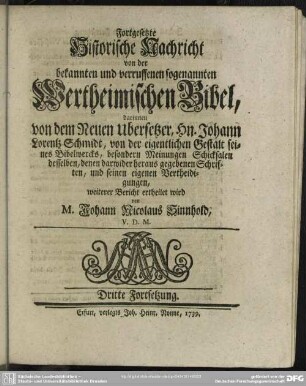 Fortgesetzte
Historische Nachricht
von der
bekannten und verruffenen sogenannten
Wertheimischen Bibel,
darinnen
von dem Neuen Ubersetzer, Hn. Johann
Lorentz Schmidt, von der eigentlichen Gestalt sei-
nes Bibelwercks, besondern Meinungen Schicksalen
desselben, denen darwider heraus gegebenen Schrif-
ten, und seinen eigenen Vertheidi-
gungen,
weiterer Bericht ertheilet wird
von
M. Johann Nicolaus Sinnhold,
V. D. M.
Dritte Fortsetzung.
Erfurt, verlegts Joh. Heinr. Nonne, 1739.